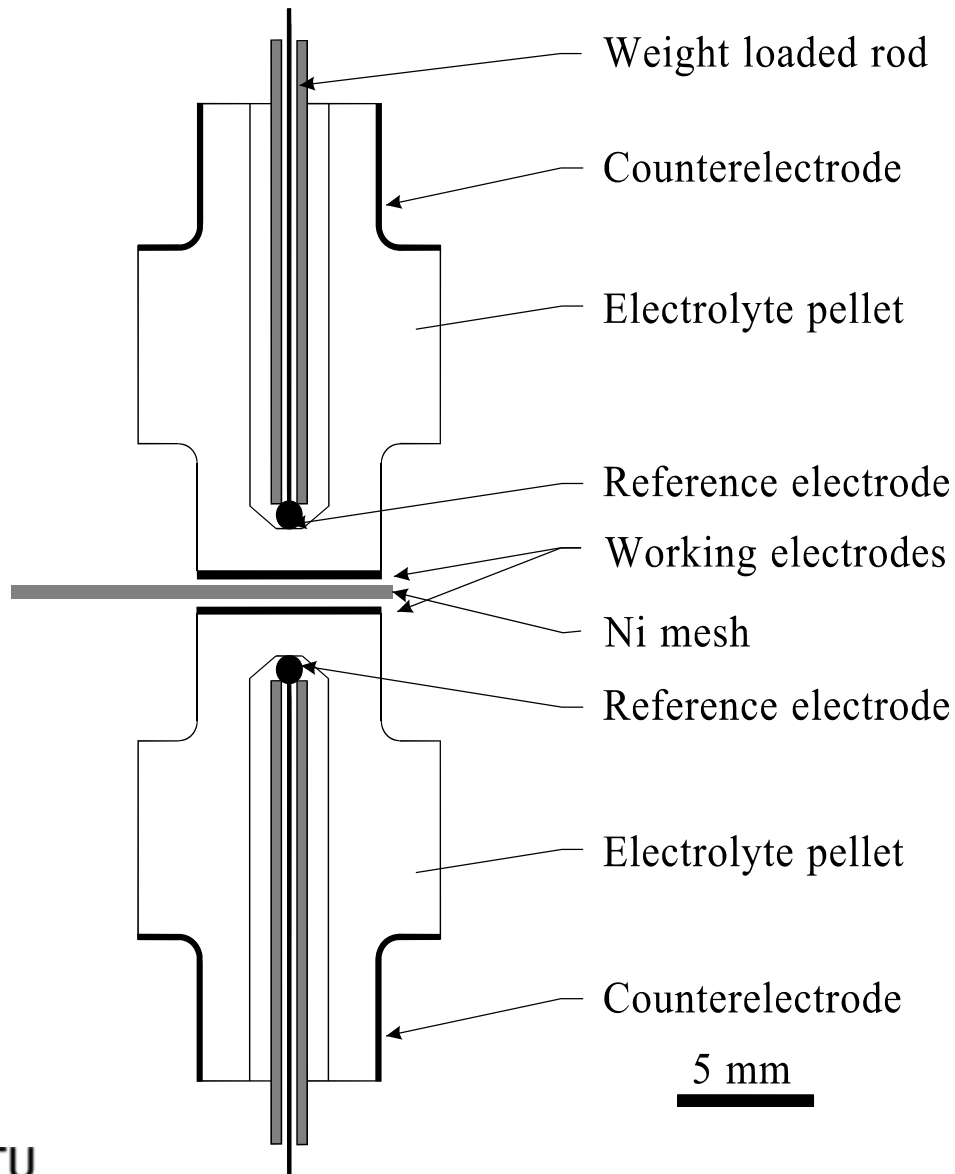 Weight loaded rod
Counterelectrode
Electrolyte pellet
Reference electrode
Working electrodes
Ni mesh
Reference electrode
Electrolyte pellet
Counterelectrode
5 mm